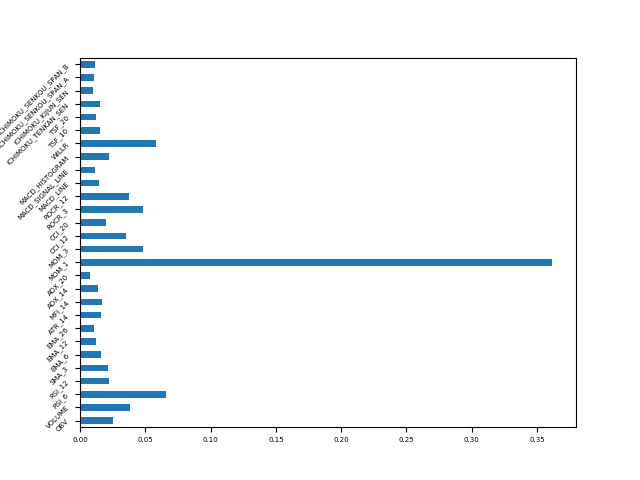 CHIMOKU_SENKOU_SPAN_B
CHIMOKU_SENKOU_SPAN_A
ICHIMOKU_KIJUN_SEN
ICHIMOKU_TENKAN_SEN
TSF_20
TSF_10
WILLR
MACD_HISTOGRAM
MACD_SIGNAL_LINE
MACD_LINE
ROCR_12
ROCR_3
CCI_20
CCI_12
MOM_3
MOM_1
ADX_20
ADX_14
MFI_14
ATR_14
EMA_26
EMA_12
EMA_6
SMA_3
RSI_12
RSI_6
VOLUME
OBV
0.00 0.05 0.10 0.15 0.20 0.25 0.30 0.35